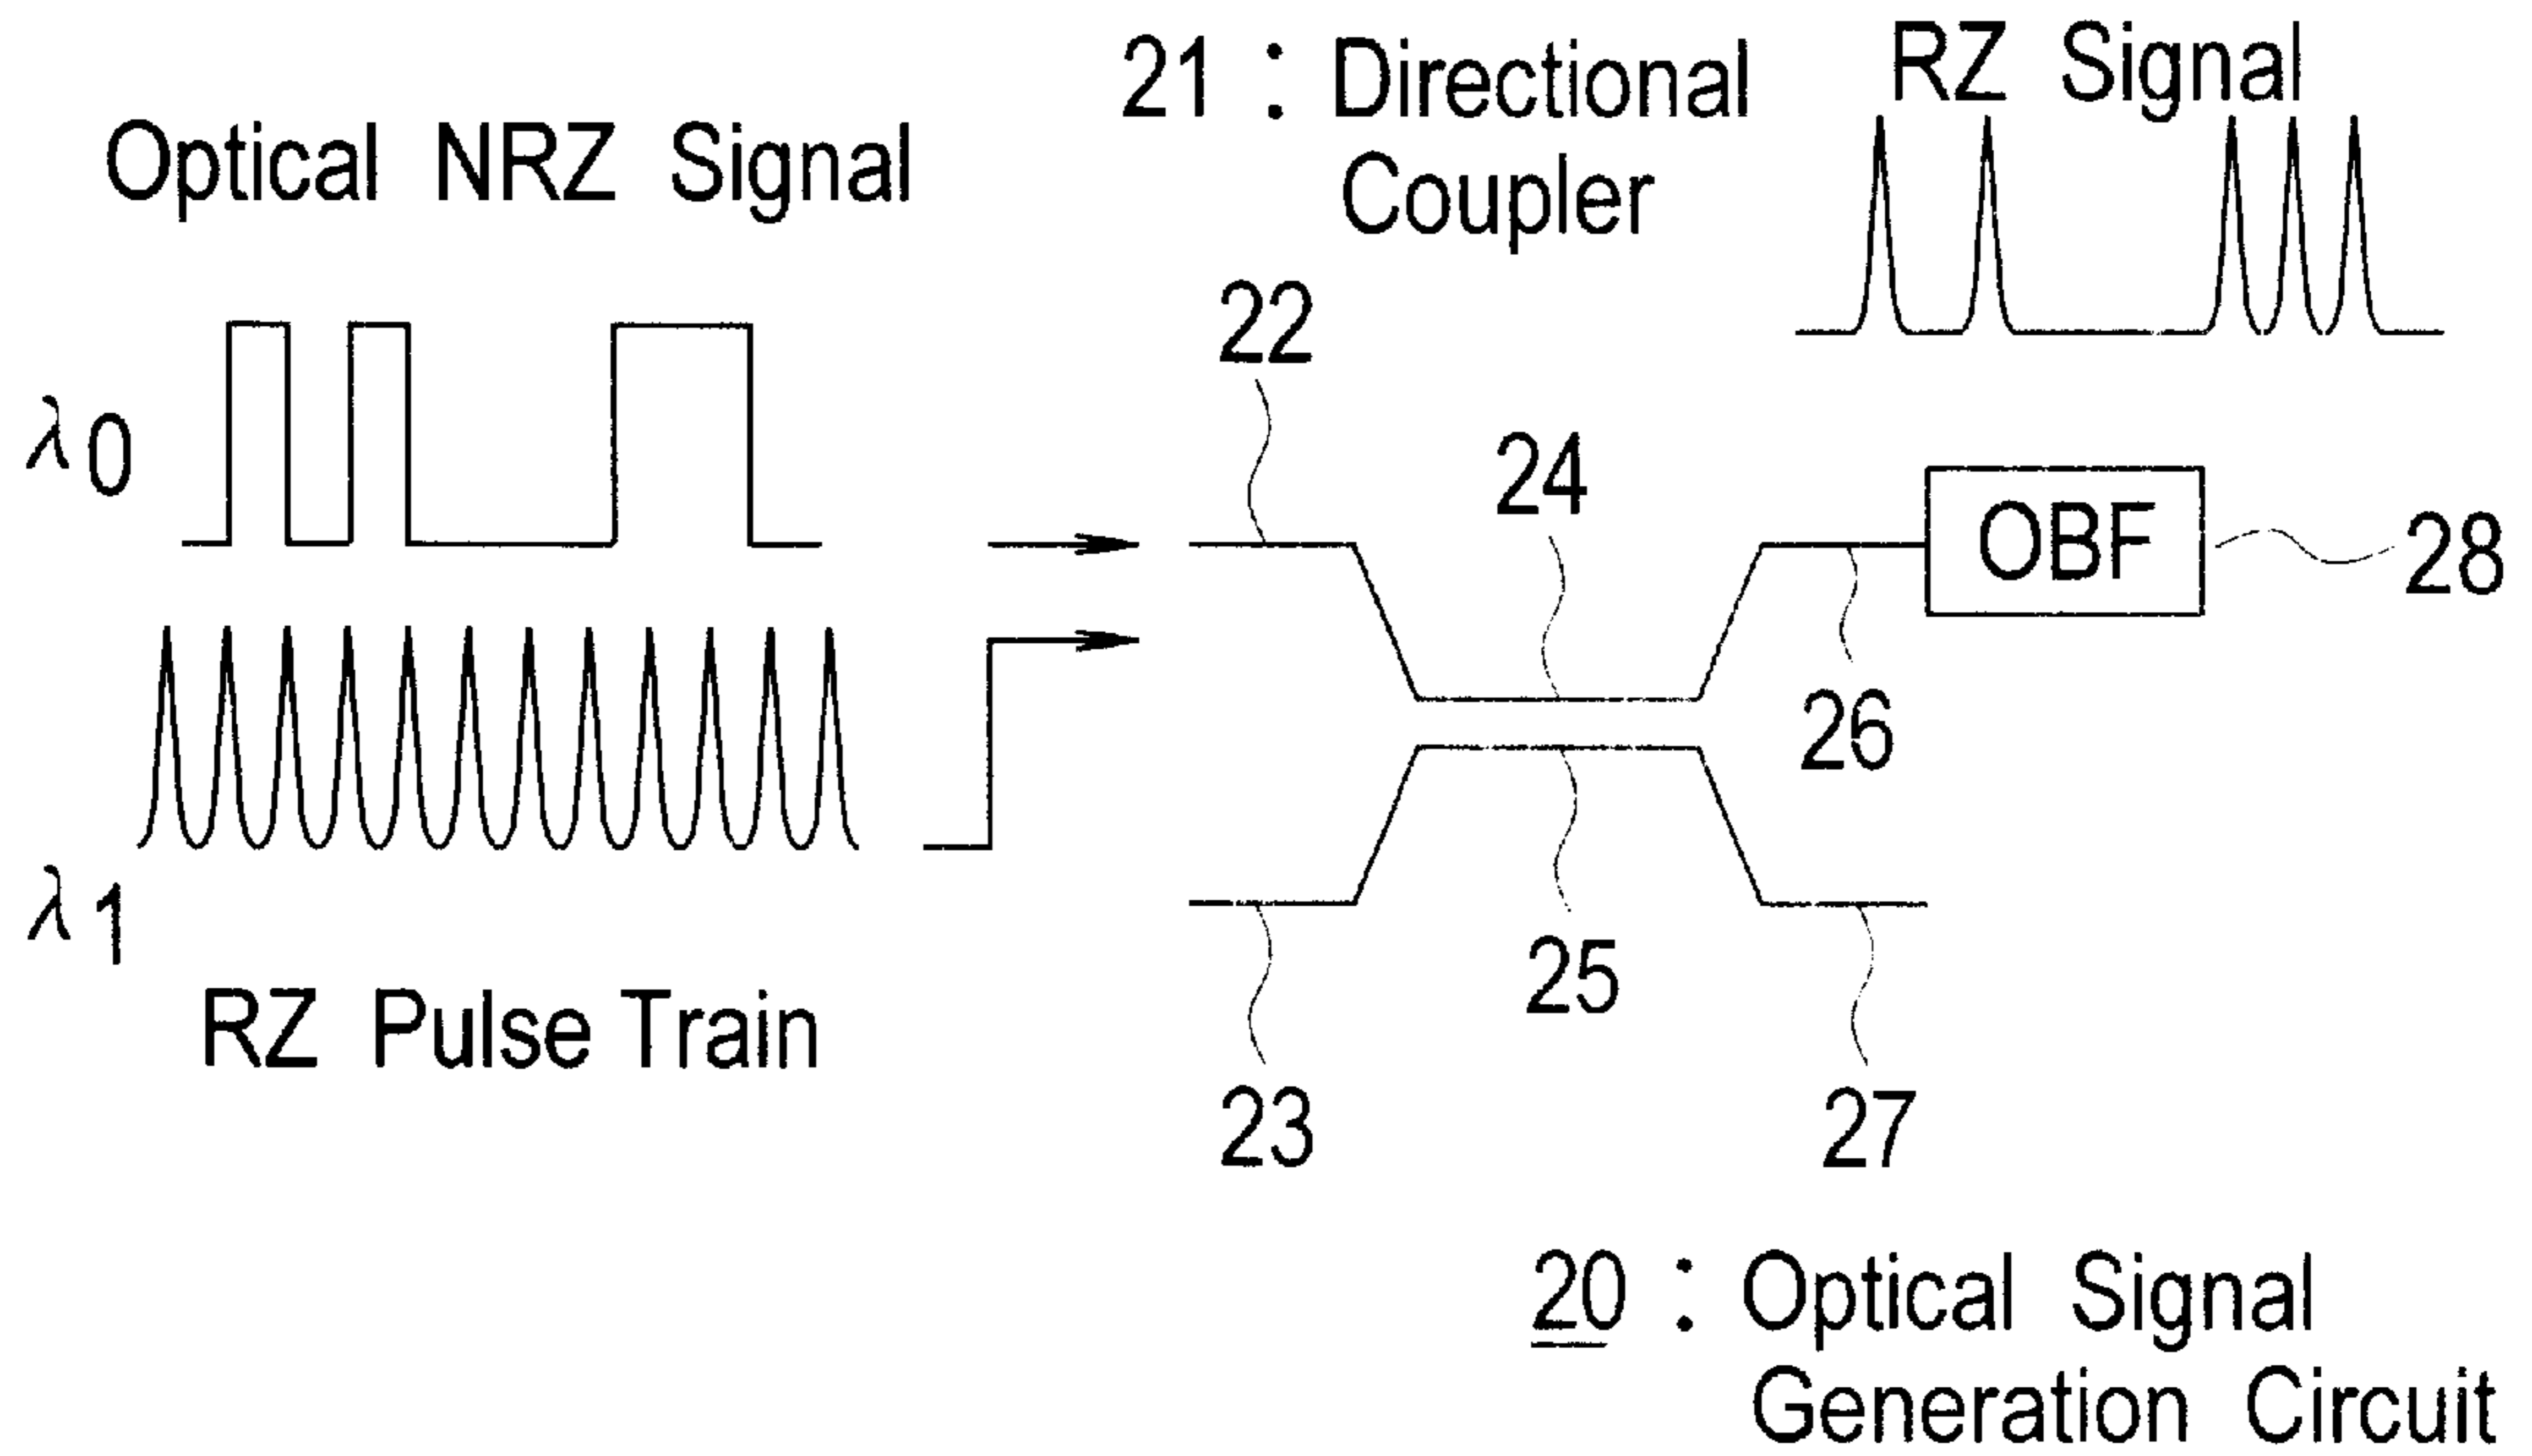 21 : Directional
Coupler
RZ Signal
Optical NRZ Signal
22
λ0
24
OBF
28
26
λ1
25
RZ Pulse Train
23
27
20 : Optical Signal
Generation Circuit